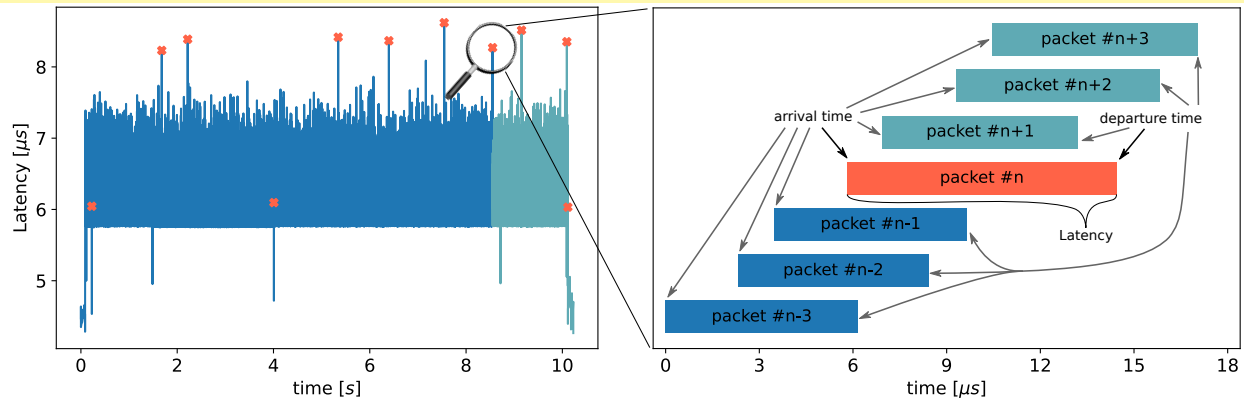 Latency [μs]
8
7
6
5
0 2 4 6 8 10
time [s]
packet #n+3
packet #n+2
arrival time
departure time
packet #n+1
packet #n
packet #n-1
Latency
packet #n-2
packet #n-3
0 3 6 9 12 15 18
time [μs]